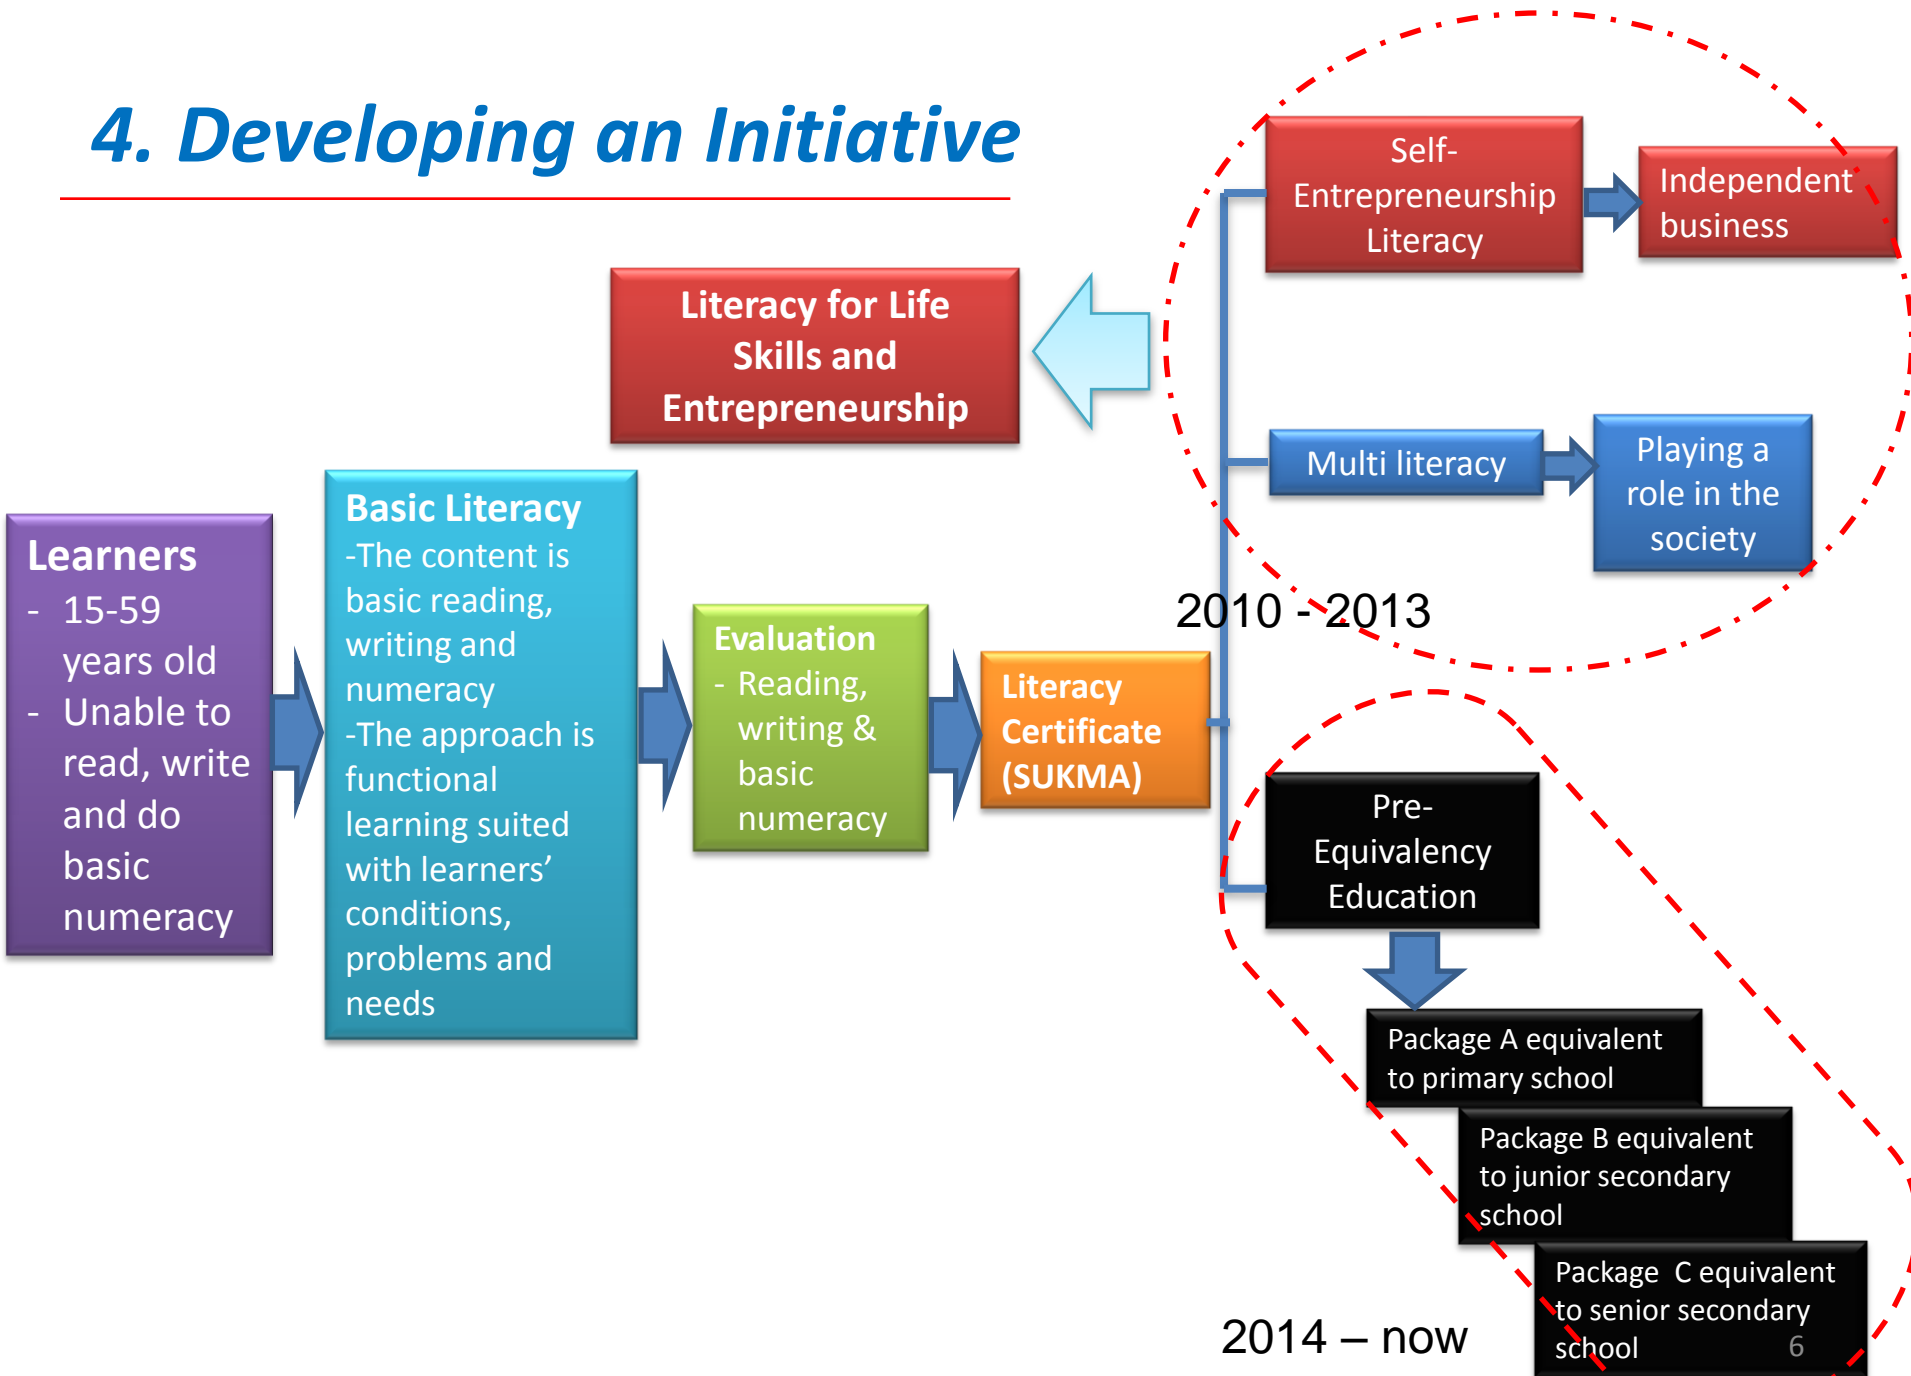 4. Developing an Initiative
Self-
Entrepreneurship
Literacy
Independent
business
Literacy for Life
Skills and
Entrepreneurship
Multi literacy
Playing a
role in the
society
2010 - 2013
Learners
- 15-59
years old
- Unable to
read, write
and do
basic
numeracy
Basic Literacy
-The content is
basic reading,
writing and
numeracy
-The approach is
functional
learning suited
with learners’
conditions,
problems and
needs
Evaluation
- Reading,
writing &
basic
numeracy
Literacy
Certificate
(SUKMA)
Pre-
Equivalency
Education
Package A equivalent
to primary school
Package B equivalent
to junior secondary
school
Package C equivalent
to senior secondary
school
2014 – now
6